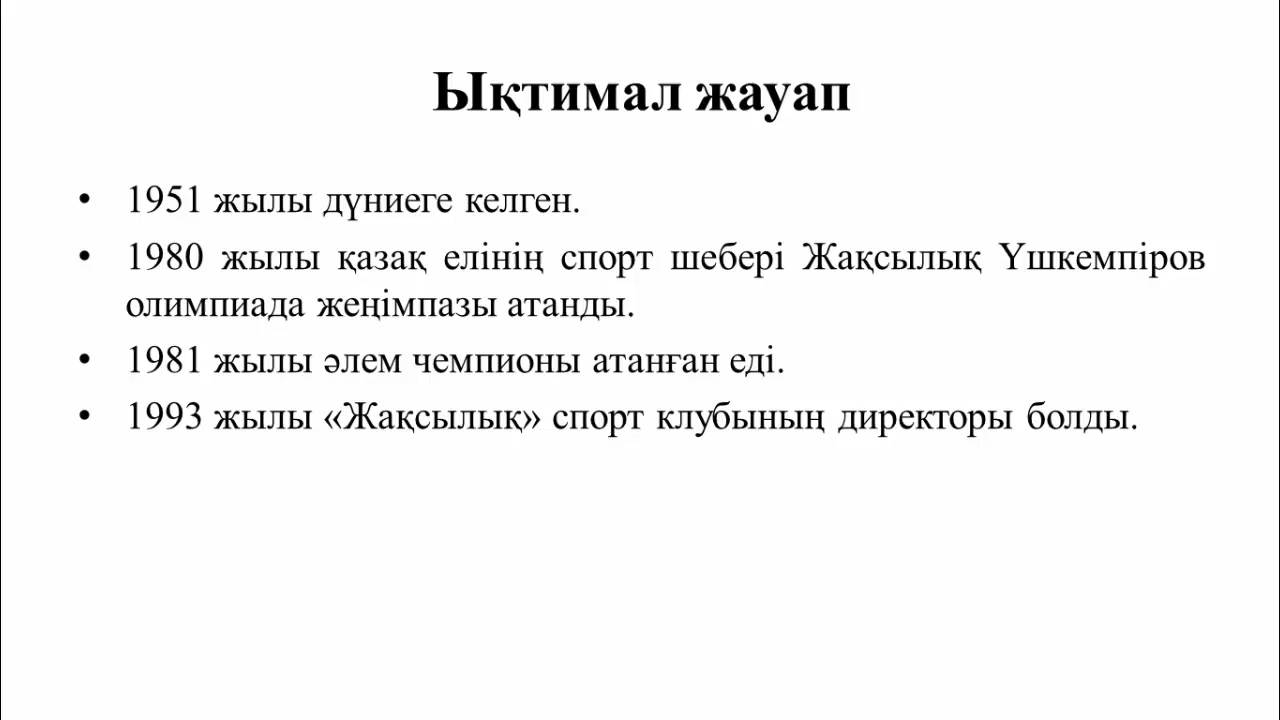 Ықтимал жауап
• 1951 жылы дүниеге келген.
• 1980 жылы қазақ елінің спорт шебері Жақсылық Үшкемпіров
олимпиада жеңімпазы атанды.
• 1981 жылы әлем чемпионы атанған еді.
• 1993 жылы «Жақсылық» спорт клубының директоры болды.